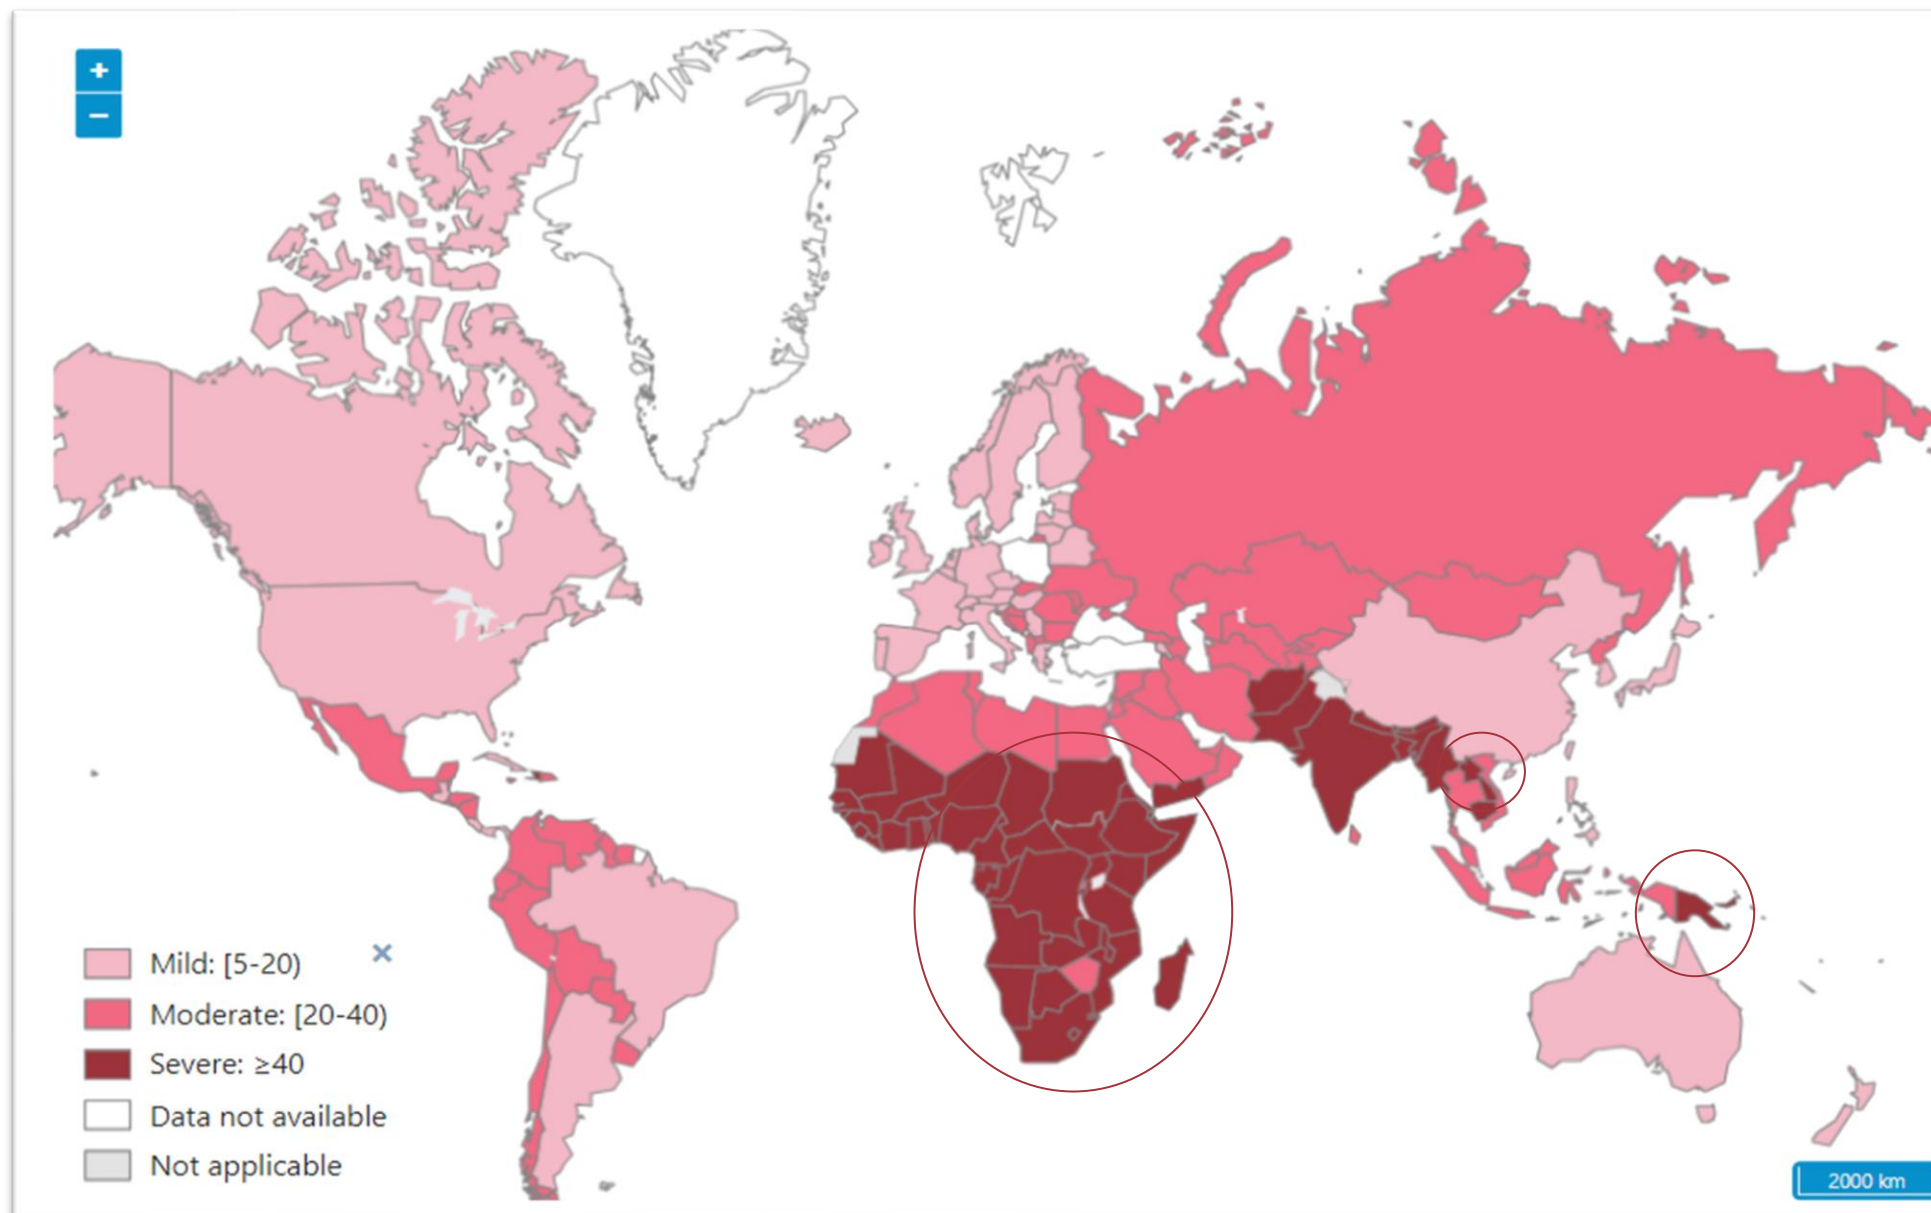 +
−
Mild: [5-20)
Moderate: [20-40)
Severe: ≥40
Data not available
Not applicable
2000 km